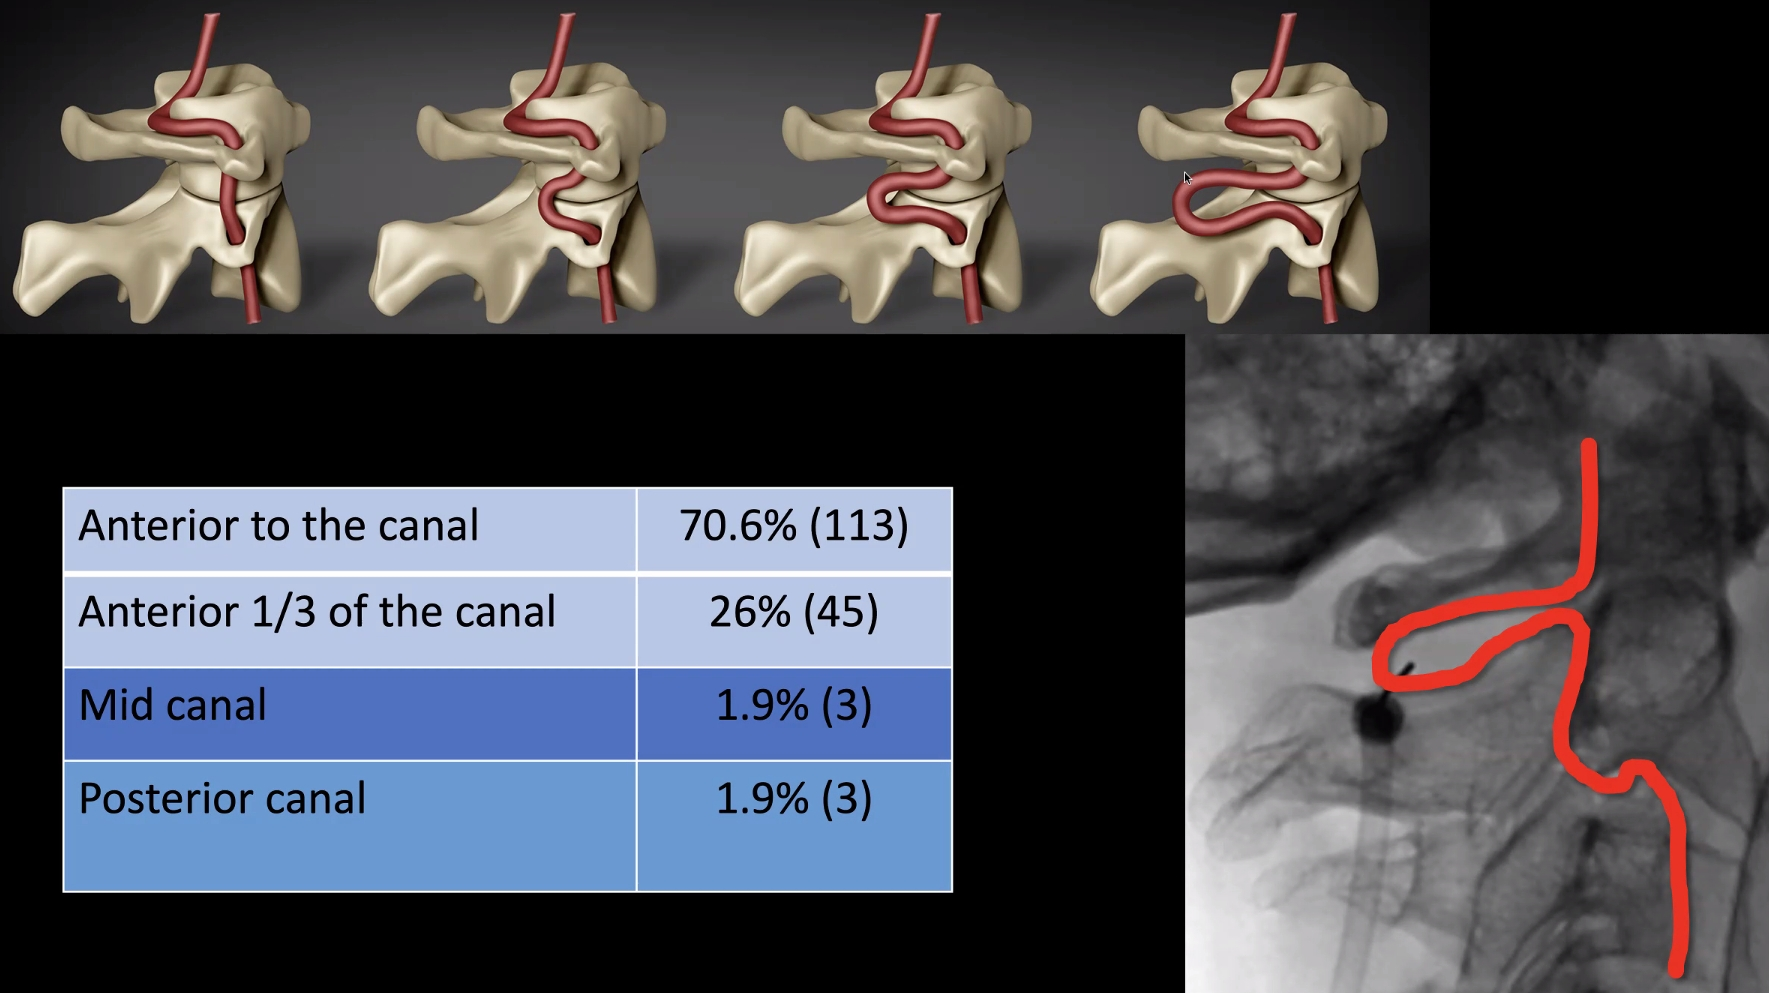 Anterior to the canal 70.6% (113)
Anterior 1/3 of the canal 26% (45)
Mid canal 1.9% (3)
Posterior canal 1.9% (3)